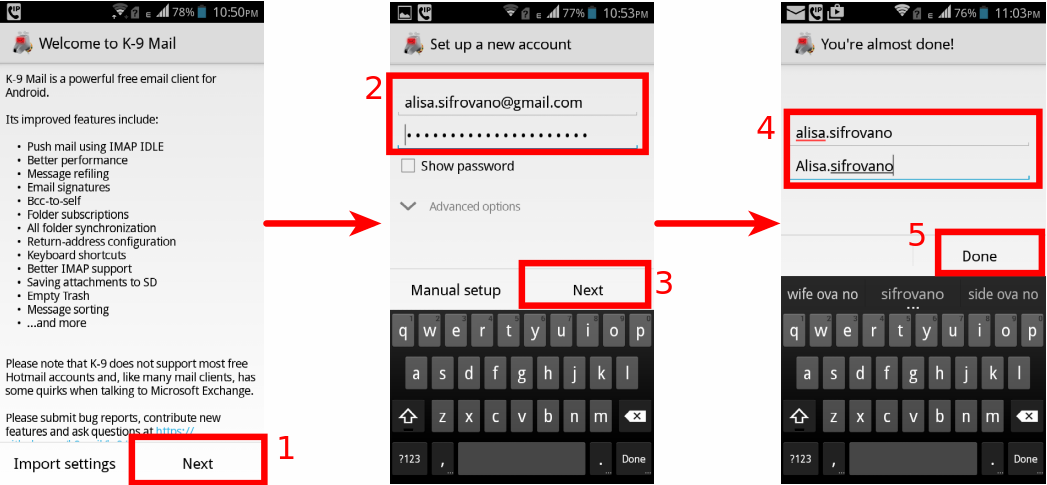 78% 10:50PM
Welcome to K-9 Mail
K-9 Mail is a powerful free email client for
Android.
Its improved features include:
• Push mail using IMAP IDLE
• Better performance
• Message refiling
• Email signatures
• Bcc-to-self
• Folder subscriptions
• All folder synchronization
• Return-address configuration
• Keyboard shortcuts
• Better IMAP support
• Saving attachments to SD
• Empty Trash
• Message sorting
• ...and more
Please note that K-9 does not support most free
Hotmail accounts and, like many mail clients, has
some quirks when talking to Microsoft Exchange.
Please submit bug reports, contribute new
features and ask questions at https://
Import settings Next
1
E 77% 10:53PM
Set up a new account
2
alisa.sifrovano@gmail.com
••••••••••••••••••••••
Show password
Advanced options
Manual setup Next
3
q w e r t y u i o p
a s d f g h j k l
z x c v b n m
?123 , . Done
E 76% 11:03PM
You're almost done!
4
alisa.sifrovano
Alisa.sifrovano
5
Done
wife ova no sifrovano side ova no
q w e r t y u i o p
a s d f g h j k l
z x c v b n m
?123 , . Done